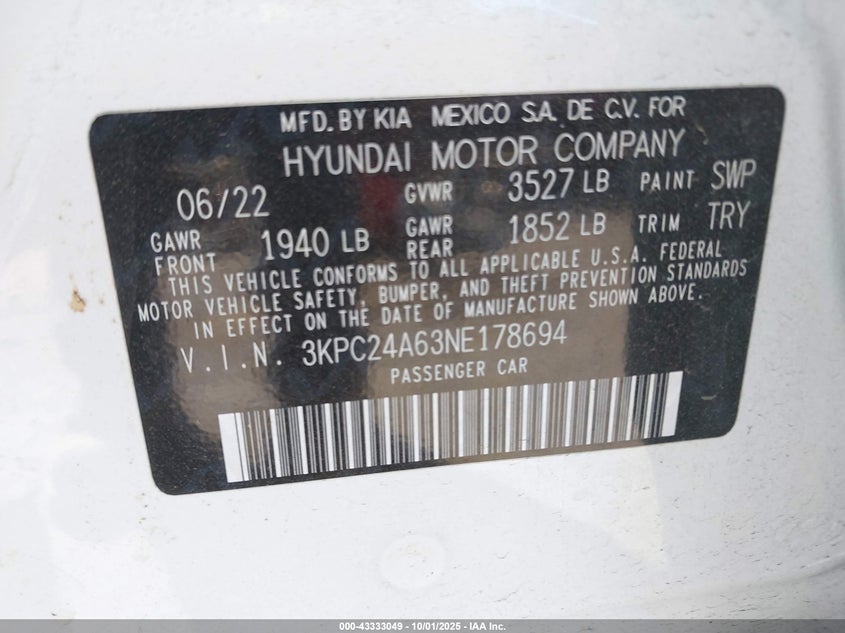 MFD. BY KIA MEXICO S.A. DE C.V. FOR
HYUNDAI MOTOR COMPANY
06/22 GVWR 3527 LB PAINT SWP
GAWR FRONT 1940 LB GAWR REAR 1852 LB TRIM TRY
THIS VEHICLE CONFORMS TO ALL APPLICABLE U.S.A. FEDERAL
MOTOR VEHICLE SAFETY, BUMPER, AND THEFT PREVENTION STANDARDS
IN EFFECT ON THE DATE OF MANUFACTURE SHOWN ABOVE.
V.I.N. 3KPC24A63NE178694
PASSENGER CAR
000-43333049 - 10/01/2025 - IAA Inc.